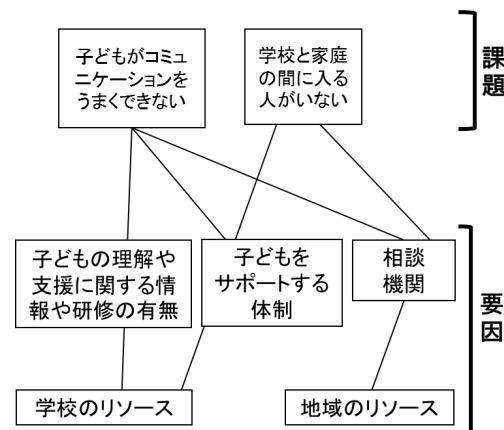 子どもがコミュ
ニケーションを
うまくできない
学校と家庭
の間に入る
人がいない
課題
子どもの理解や
支援に関する情
報や研修の有無
子どもを
サポートする
体制
相談
機関
要因
学校のリソース
地域のリソース